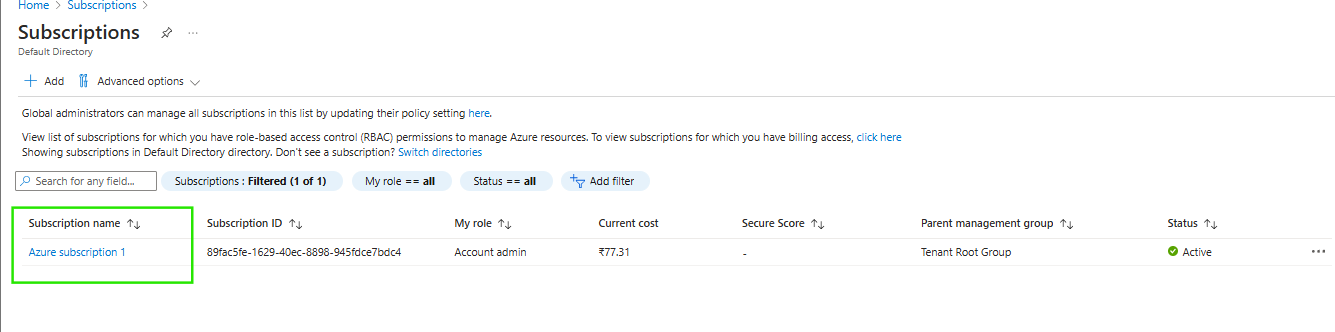 Home > Subscriptions >
Subscriptions ...
Default Directory
+ Add Advanced options
Global administrators can manage all subscriptions in this list by updating their policy setting here.
View list of subscriptions for which you have role-based access control (RBAC) permissions to manage Azure resources. To view subscriptions for which you have billing access, click here
Showing subscriptions in Default Directory directory. Don't see a subscription? Switch directories
Search for any field... Subscriptions : Filtered (1 of 1) My role == all Status == all Add filter
Subscription name ↑↓ Subscription ID ↑↓ My role ↑↓ Current cost Secure Score ↑↓ Parent management group ↑↓ Status ↑↓
Azure subscription 1 89fac5fe-1629-40ec-8898-945fdce7bdc4 Account admin ₹77.31 - Tenant Root Group Active ...